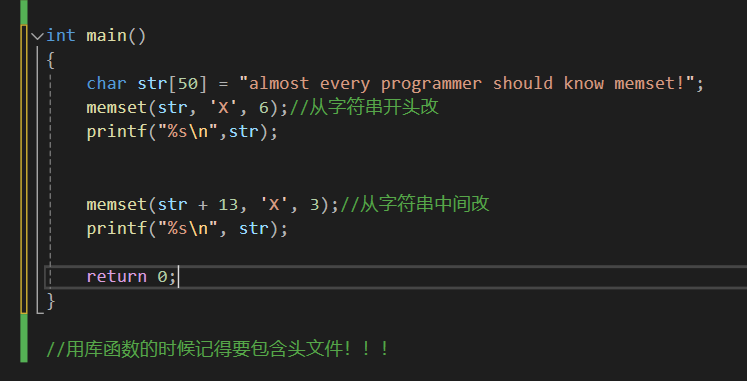 int main()
{
char str[50] = "almost every programmer should know memset!";
memset(str, 'X', 6);//从字符串开头改
printf("%s\n",str);
memset(str + 13, 'X', 3);//从字符串中间改
printf("%s\n", str);
return 0;
}
//用库函数的时候记得要包含头文件！！！